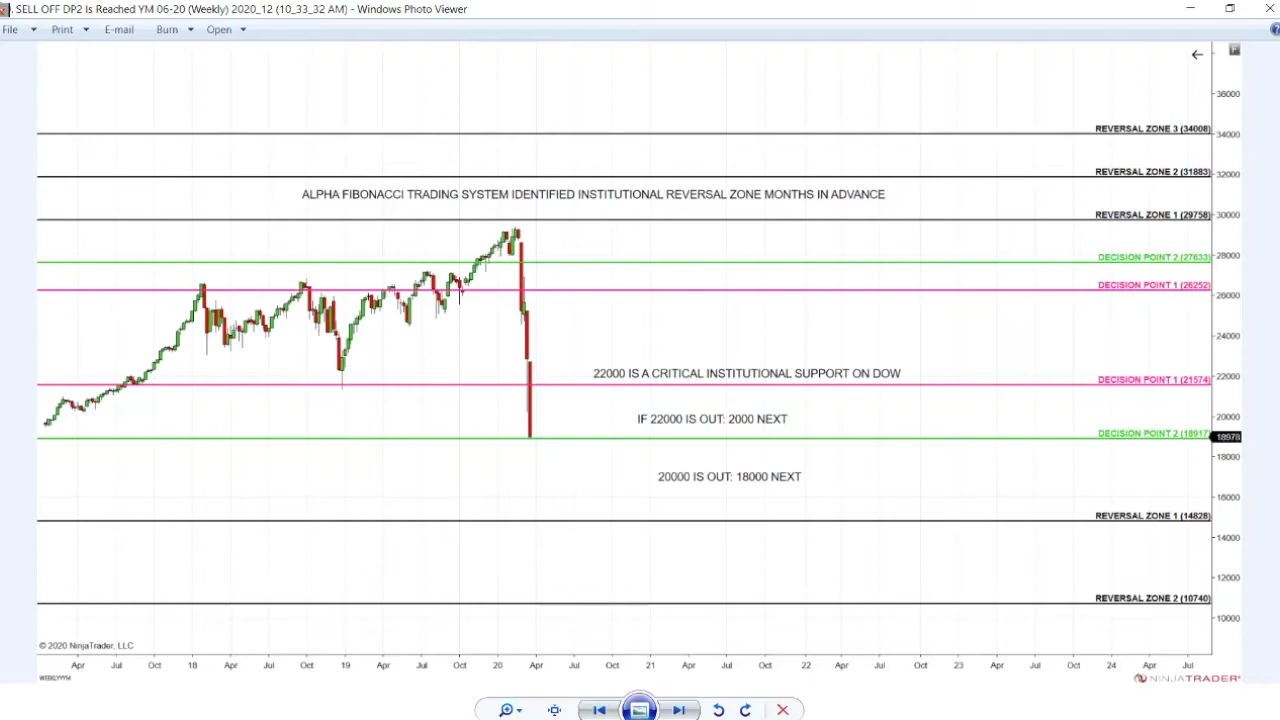 . SELL OFF DP2 Is Reached YM 06-20 (Weekly) 2020_12 (10_33_32 AM) - Windows Photo Viewer
File Print E-mail Burn Open
F
36000
REVERSAL ZONE 3 (34008)
34000
REVERSAL ZONE 2 (31883)
32000
ALPHA FIBONACCI TRADING SYSTEM IDENTIFIED INSTITUTIONAL REVERSAL ZONE MONTHS IN ADVANCE
REVERSAL ZONE 1 (29758)
30000
DECISION POINT 2 (27633)
28000
DECISION POINT 1 (26252)
26000
24000
22000 IS A CRITICAL INSTITUTIONAL SUPPORT ON DOW
22000
DECISION POINT 1 (21574)
IF 22000 IS OUT: 2000 NEXT
20000
DECISION POINT 2 (18917)
18978
18000
20000 IS OUT: 18000 NEXT
16000
REVERSAL ZONE 1 (14828)
14000
12000
REVERSAL ZONE 2 (10740)
10000
© 2020 NinjaTrader, LLC
Apr Jul Oct 18 Apr Jul Oct 19 Apr Jul Oct 20 Apr Jul Oct 21 Apr Jul Oct 22 Apr Jul Oct 23 Apr Jul Oct 24 Apr Jul
WEEKLYYM
NINJATRADER